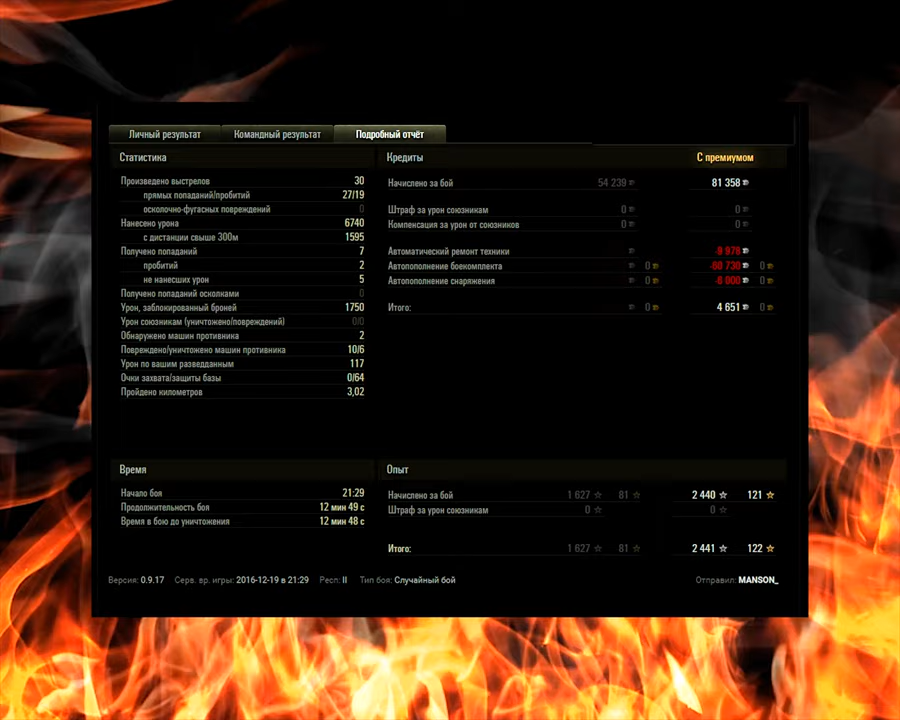 Личный результат Командный результат Подробный отчёт
Статистика
Произведено выстрелов 30
прямых попаданий/пробитий 27/19
осколочно-фугасных повреждений 0
Нанесено урона 6740
с дистанции свыше 300м 1595
Получено попаданий 7
пробитий 2
не нанесших урон 5
Получено попаданий осколками 0
Урон, заблокированный броней 1750
Урон союзникам (уничтожено/повреждений) 0/0
Обнаружено машин противника 2
Повреждено/уничтожено машин противника 10/6
Урон по вашим разведданным 117
Очки захвата/защиты базы 0/64
Пройдено километров 3,02
Кредиты С премиумом
Начислено за бой 54 239 81 358
Штраф за урон союзникам 0 0
Компенсация за урон от союзников 0 0
Автоматический ремонт техники -9 978
Автопополнение боекомплекта 0 -60 730 0
Автопополнение снаряжения 0 -6 000 0
Итого: 0 4 651 0
Время
Начало боя 21:29
Продолжительность боя 12 мин 49 с
Время в бою до уничтожения 12 мин 48 с
Опыт
Начислено за бой 1 627 81 2 440 121
Штраф за урон союзникам 0 0
Итого: 1 627 81 2 441 122
Версия: 0.9.17 Серв. вр. игры: 2016-12-19 в 21:29 Респ: II Тип боя: Случайный бой Отправил: MANSON_